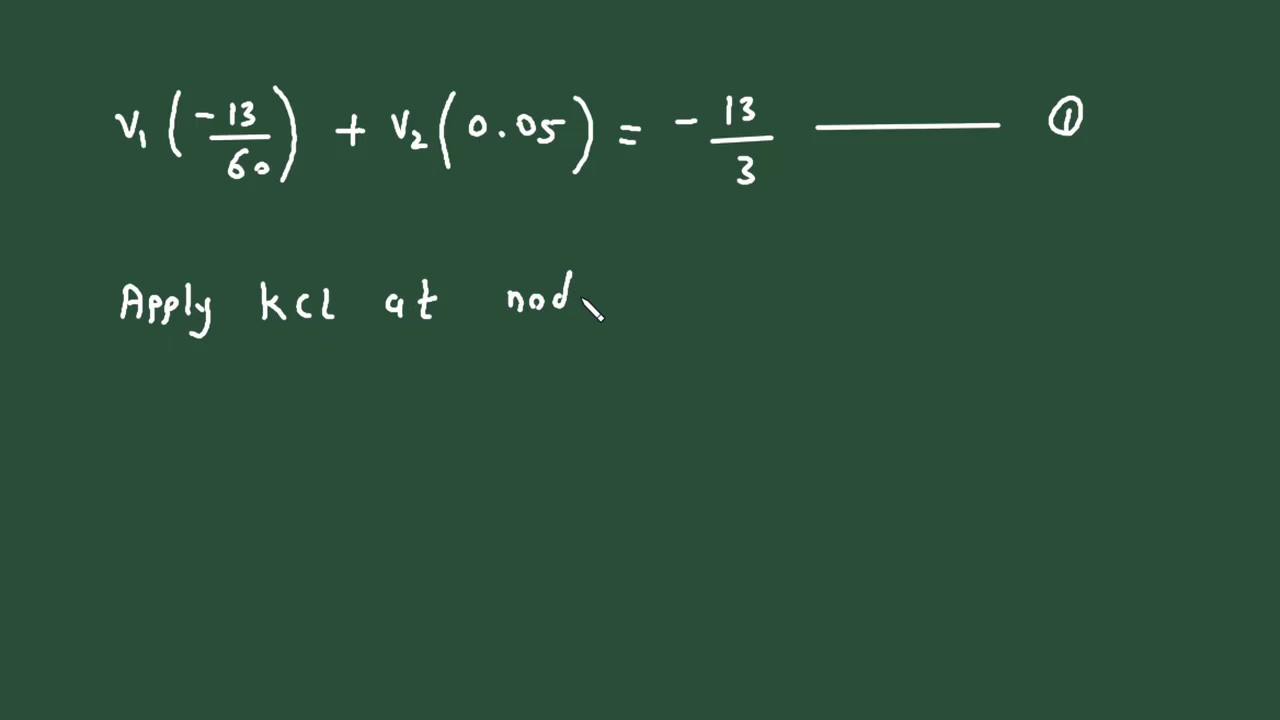 V₁ (-13/60) + V₂ (0.05) = -13/3 ——— ①
Apply kcl at nod